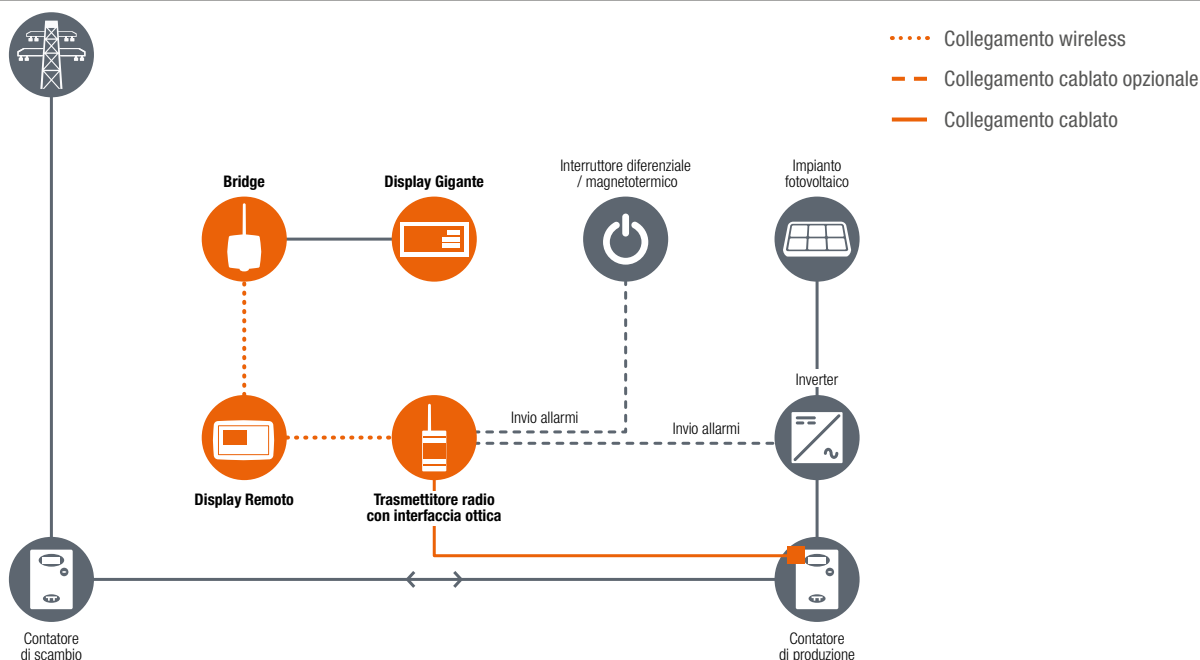 Collegamento wireless
Collegamento cablato opzionale
Collegamento cablato
Interruttore diferenziale
/ magnetotermico
Impianto
fotovoltaico
Bridge
Display Gigante
Inverter
Invio allarmi
Invio allarmi
Display Remoto
Trasmettitore radio
con interfaccia ottica
Contatore
di scambio
Contatore
di produzione